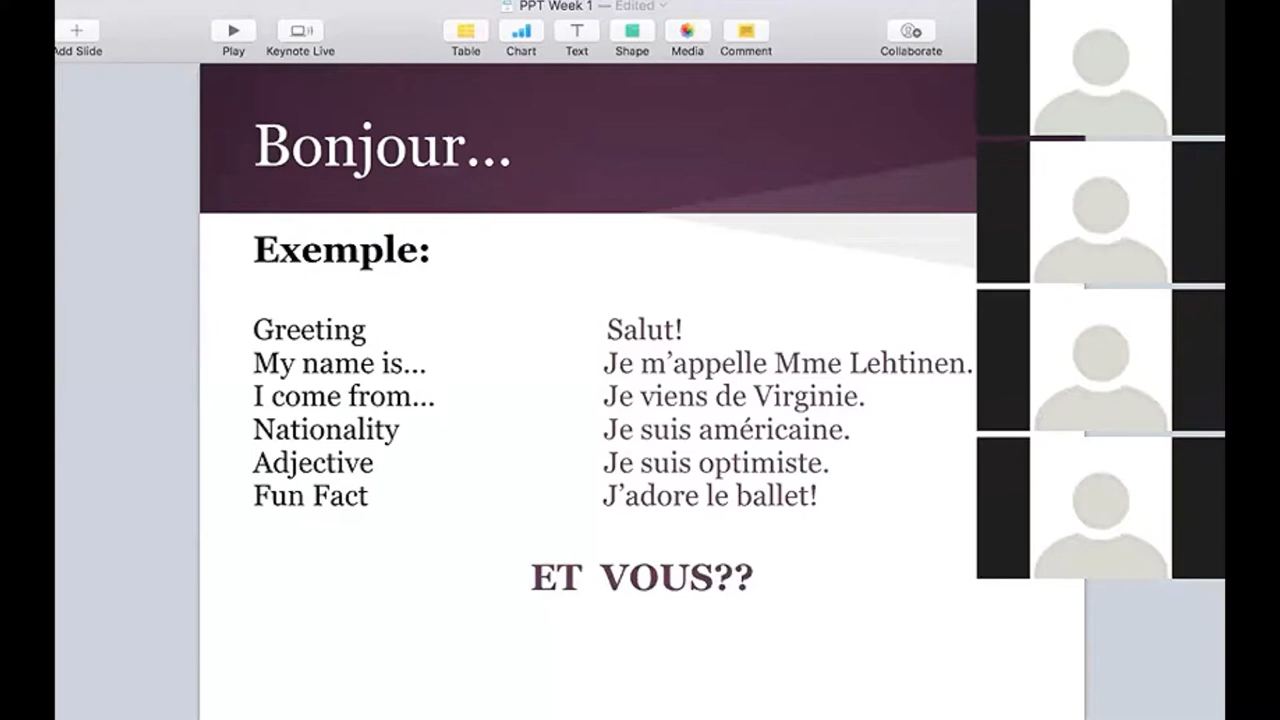 PPT Week 1 — Edited
Add Slide
Play
Keynote Live
Table
Chart
Text
Shape
Media
Comment
Collaborate
Bonjour...
Exemple:
Greeting Salut!
My name is... Je m’appelle Mme Lehtinen.
I come from... Je viens de Virginie.
Nationality Je suis américaine.
Adjective Je suis optimiste.
Fun Fact J’adore le ballet!
ET VOUS??